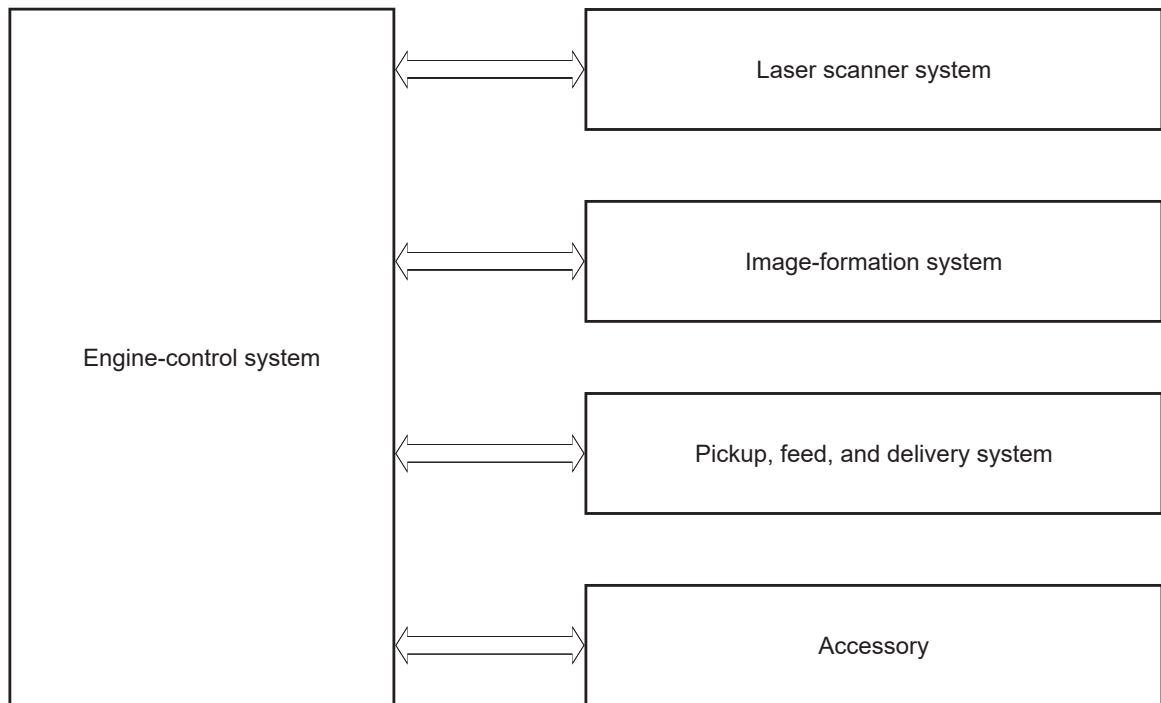 Laser scanner system
Image-formation system
Engine-control system
Pickup, feed, and delivery system
Accessory